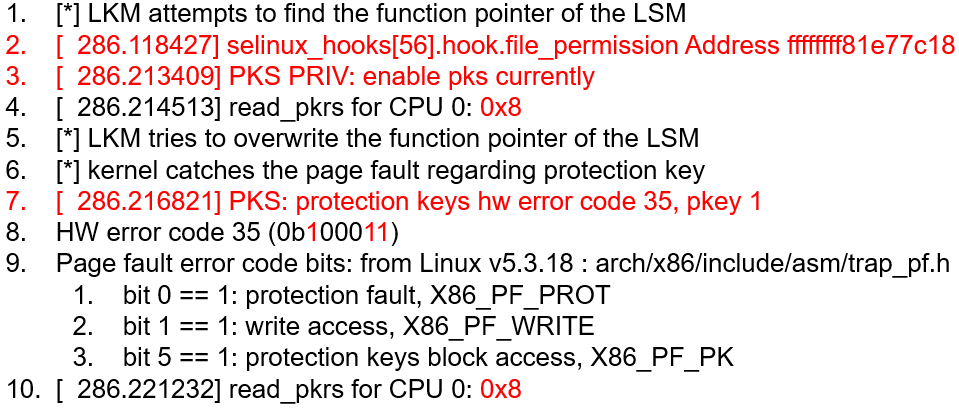 1. [*] LKM attempts to find the function pointer of the LSM
2. [ 286.118427] selinux_hooks[56].hook.file_permission Address ffffffff81e77c18
3. [ 286.213409] PKS PRIV: enable pks currently
4. [ 286.214513] read_pkrs for CPU 0: 0x8
5. [*] LKM tries to overwrite the function pointer of the LSM
6. [*] kernel catches the page fault regarding protection key
7. [ 286.216821] PKS: protection keys hw error code 35, pkey 1
8. HW error code 35 (0b100011)
9. Page fault error code bits: from Linux v5.3.18 : arch/x86/include/asm/trap_pf.h
1. bit 0 == 1: protection fault, X86_PF_PROT
2. bit 1 == 1: write access, X86_PF_WRITE
3. bit 5 == 1: protection keys block access, X86_PF_PK
10. [ 286.221232] read_pkrs for CPU 0: 0x8